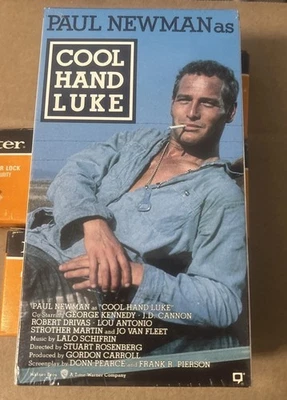 PAUL NEWMAN as
COOL
HAND
LUKE
ter
LOCK
PAUL NEWMAN as "COOL HAND LUKE"
Co-Starring GEORGE KENNEDY · J.D. CANNON
ROBERT DRIVAS · LOU ANTONIO
STROTHER MARTIN and JO VAN FLEET
Music by LALO SCHIFRIN
Directed by STUART ROSENBERG
Produced by GORDON CARROLL
Screenplay by DONN PEARCE and FRANK R. PIERSON
A Time Warner Company